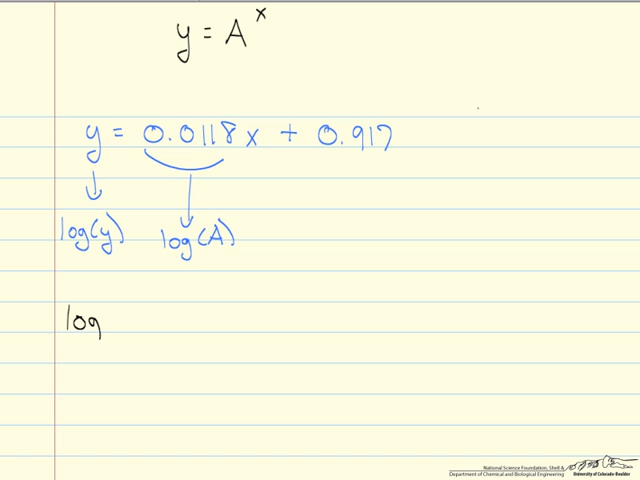 y = A^x
y = 0.0118x + 0.917
log(y) log(A)
log
National Science Foundation, Shell &
Department of Chemical and Biological Engineering
University of Colorado Boulder